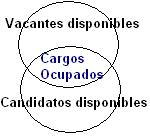 Vacantes disponibles
Cargos
Ocupados
Candidatos disponibles